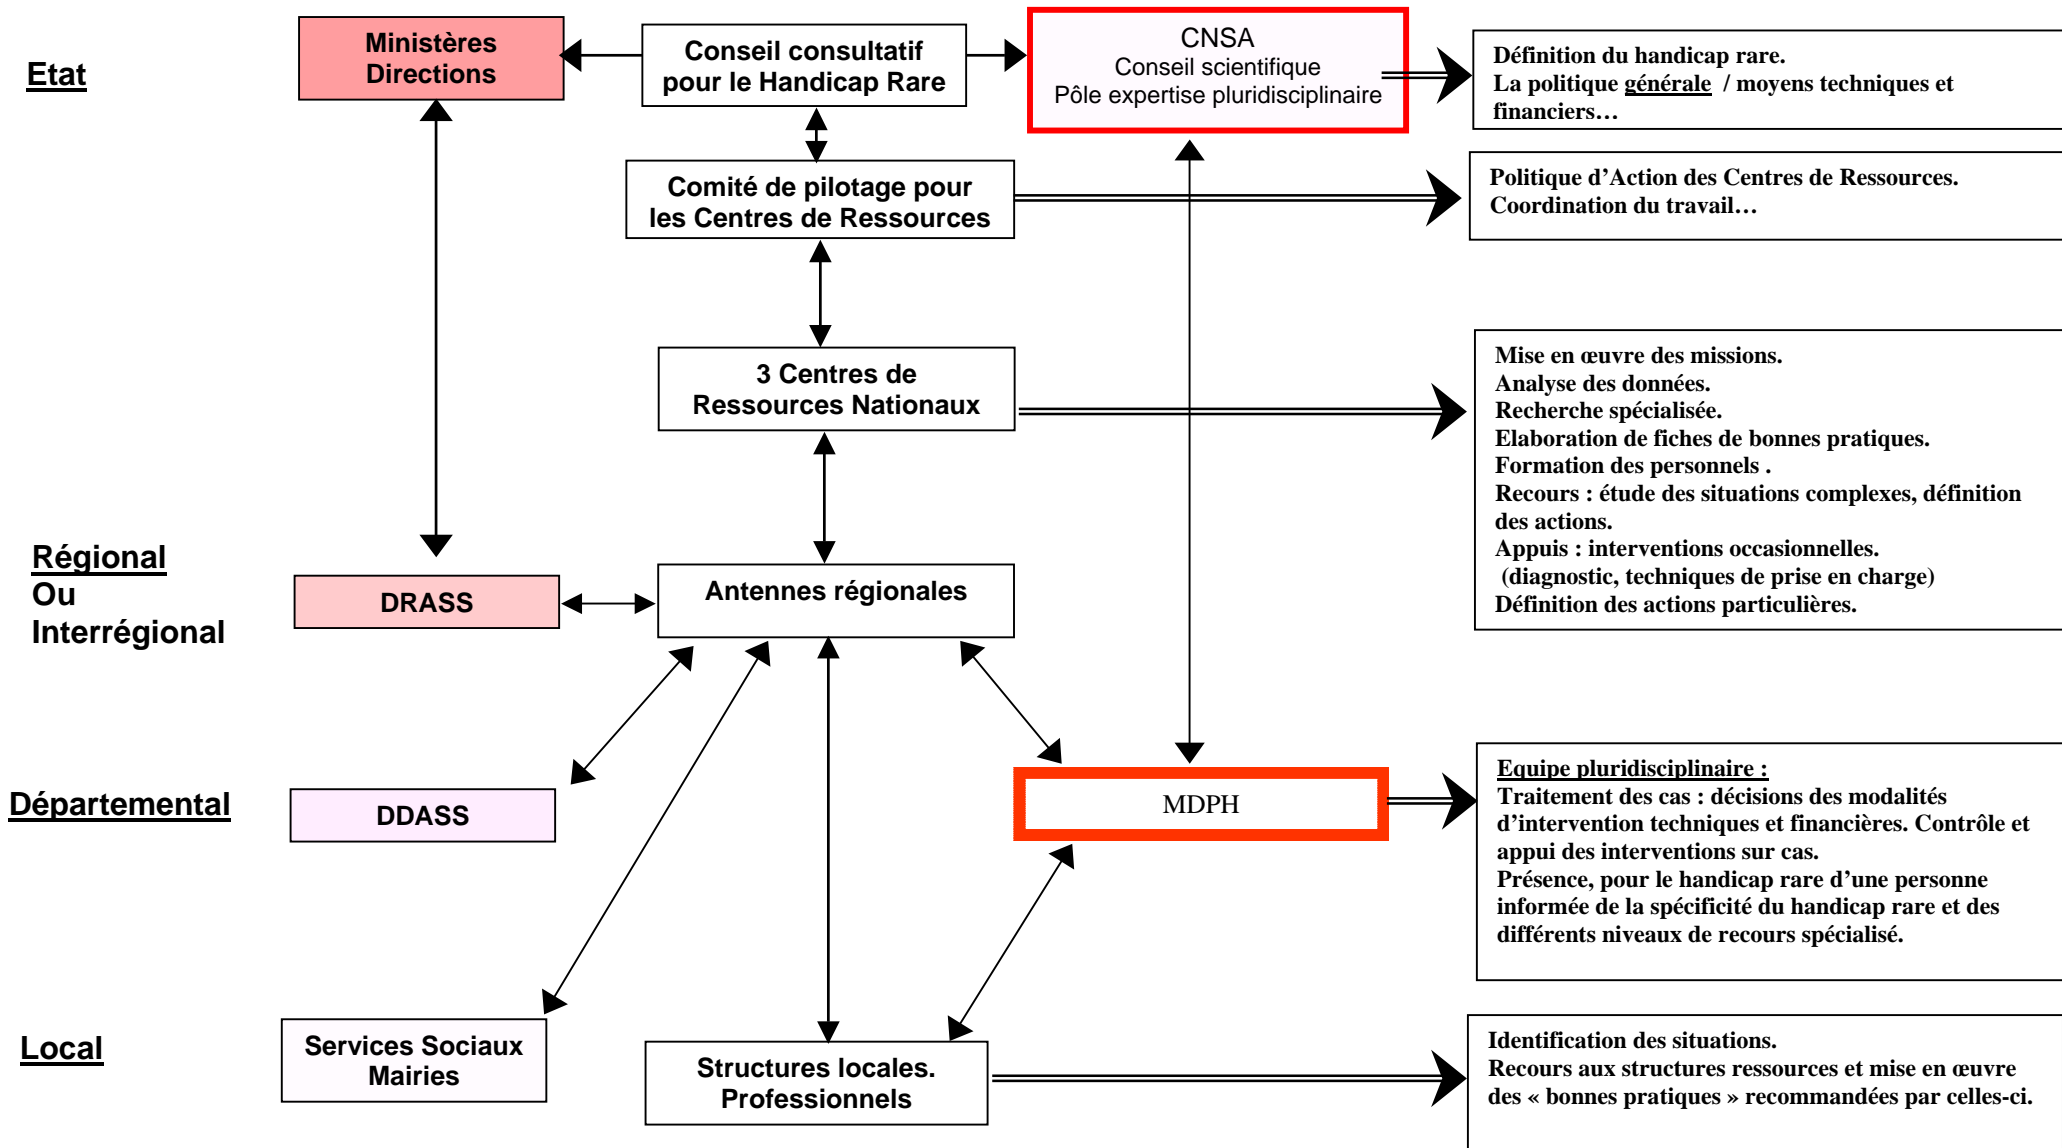 Etat
Ministères
Directions
Conseil consultatif
pour le Handicap Rare
CNSA
Conseil scientifique
Pôle expertise pluridisciplinaire
Définition du handicap rare.
La politique générale / moyens techniques et
financiers…
Comité de pilotage pour
les Centres de Ressources
Politique d’Action des Centres de Ressources.
Coordination du travail…
3 Centres de
Ressources Nationaux
Mise en œuvre des missions.
Analyse des données.
Recherche spécialisée.
Elaboration de fiches de bonnes pratiques.
Formation des personnels .
Recours : étude des situations complexes, définition
des actions.
Appuis : interventions occasionnelles.
(diagnostic, techniques de prise en charge)
Définition des actions particulières.
Régional
Ou
Interrégional
DRASS
Antennes régionales
Départemental
DDASS
MDPH
Equipe pluridisciplinaire :
Traitement des cas : décisions des modalités
d’intervention techniques et financières. Contrôle et
appui des interventions sur cas.
Présence, pour le handicap rare d’une personne
informée de la spécificité du handicap rare et des
différents niveaux de recours spécialisé.
Local
Services Sociaux
Mairies
Structures locales.
Professionnels
Identification des situations.
Recours aux structures ressources et mise en œuvre
des « bonnes pratiques » recommandées par celles-ci.